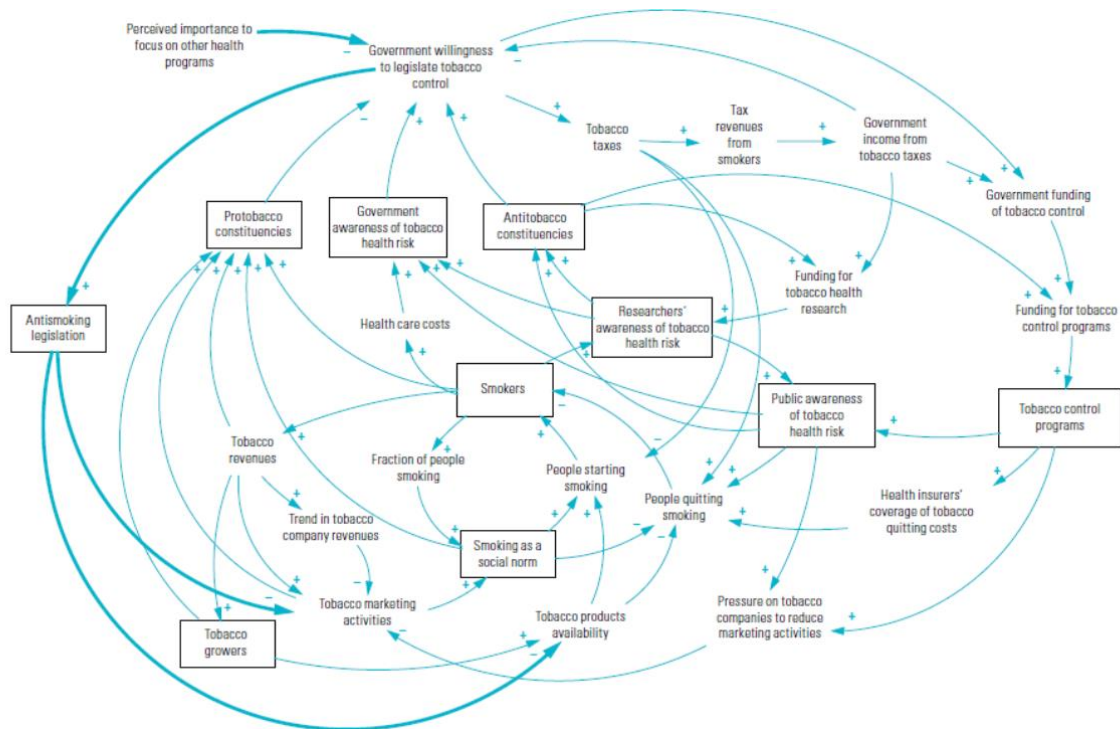 Perceived importance to
focus on other health
programs
Government willingness
to legislate tobacco
control
Tobacco
taxes
Tax
revenues
from
smokers
Government
income from
tobacco taxes
Government funding
of tobacco control
Protobacco
constituencies
Government
awareness of tobacco
health risk
Antitobacco
constituencies
Funding for
tobacco health
research
Funding for tobacco
control programs
Antismoking
legislation
Health care costs
Researchers'
awareness of tobacco
health risk
Smokers
Public awareness
of tobacco
health risk
Tobacco control
programs
Tobacco
revenues
Fraction of people
smoking
People starting
smoking
People quitting
smoking
Health insurers'
coverage of tobacco
quitting costs
Trend in tobacco
company revenues
Smoking as a
social norm
Tobacco marketing
activities
Tobacco products
availability
Pressure on tobacco
companies to reduce
marketing activities
Tobacco
growers